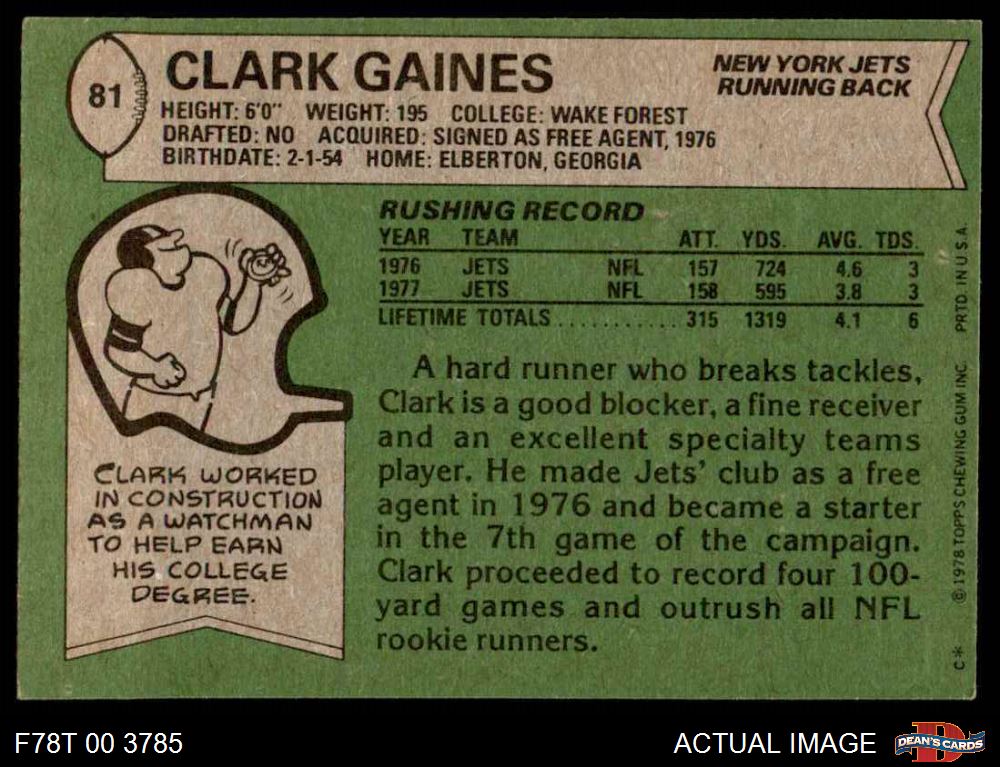 81
CLARK GAINES
NEW YORK JETS
RUNNING BACK
HEIGHT: 6'0" WEIGHT: 195 COLLEGE: WAKE FOREST
DRAFTED: NO ACQUIRED: SIGNED AS FREE AGENT, 1976
BIRTHDATE: 2-1-54 HOME: ELBERTON, GEORGIA
RUSHING RECORD
YEAR TEAM ATT. YDS. AVG. TDS.
1976 JETS NFL 157 724 4.6 3
1977 JETS NFL 158 595 3.8 3
LIFETIME TOTALS........... 315 1319 4.1 6
A hard runner who breaks tackles,
Clark is a good blocker, a fine receiver
and an excellent specialty teams
player. He made Jets' club as a free
agent in 1976 and became a starter
in the 7th game of the campaign.
Clark proceeded to record four 100-
yard games and outrush all NFL
rookie runners.
CLARK WORKED
IN CONSTRUCTION
AS A WATCHMAN
TO HELP EARN
HIS COLLEGE
DEGREE.
C* © 1978 TOPPS CHEWING GUM INC. PRTD. IN U.S.A.
F78T 00 3785
ACTUAL IMAGE
D
DEAN'S CARDS